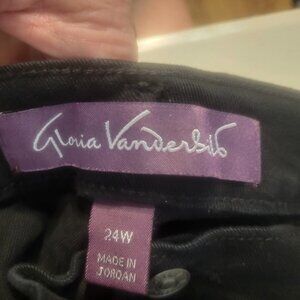 Gloria Vanderbilt
24W
MADE IN
JORDAN